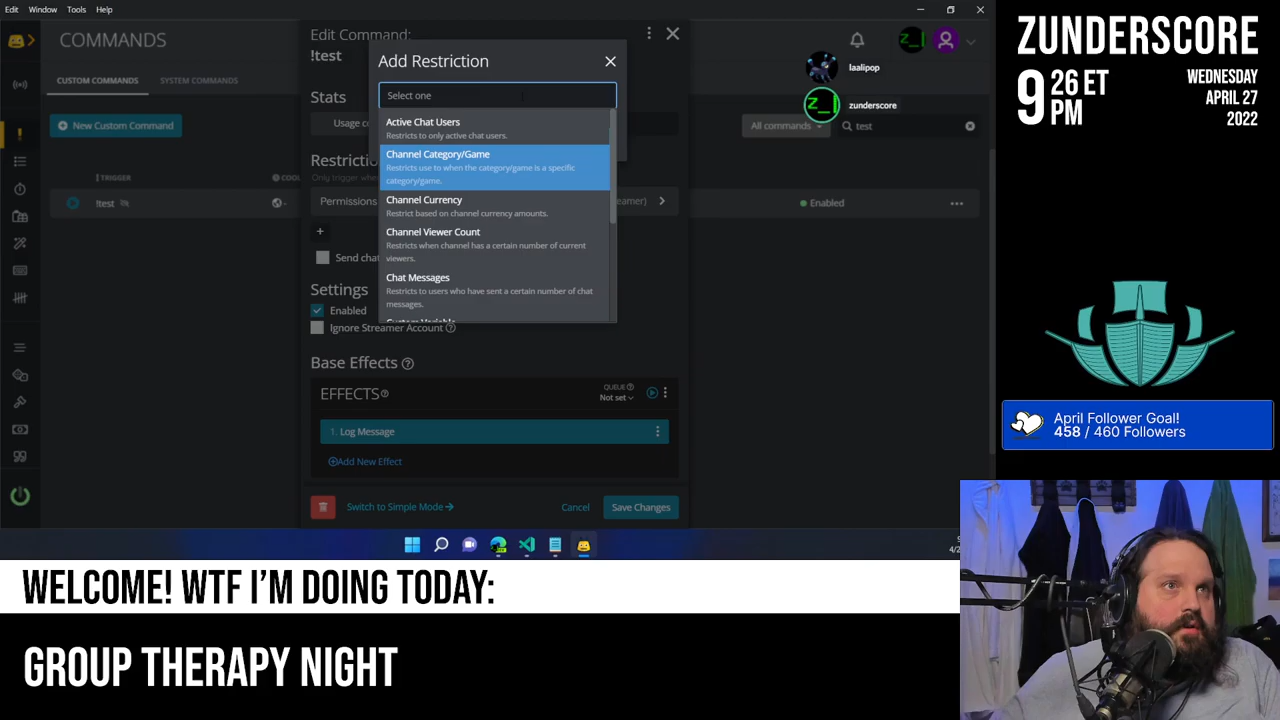 Edit Window Tools Help
COMMANDS
CUSTOM COMMANDS SYSTEM COMMANDS
New Custom Command
All commands
test
TRIGGER
!test
Enabled
Edit Command:
!test
Stats
Permissions
Send chat
Settings
Enabled
Ignore Streamer Account
Base Effects
EFFECTS
QUEUE
Not set
1. Log Message
Add New Effect
Switch to Simple Mode
Cancel
Save Changes
Add Restriction
Select one
Active Chat Users
Restricts to only active chat users.
Channel Category/Game
Restricts use to when the category/game is a specific
category/game.
Channel Currency
Restrict based on channel currency amounts.
Channel Viewer Count
Restricts when channel has a certain number of current
viewers.
Chat Messages
Restricts to users who have sent a certain number of chat
messages.
laalipop
z_|
zunderscore
ZUNDERSCORE
9 26 ET
PM
WEDNESDAY
APRIL 27
2022
April Follower Goal!
458 / 460 Followers
WELCOME! WTF I'M DOING TODAY:
GROUP THERAPY NIGHT